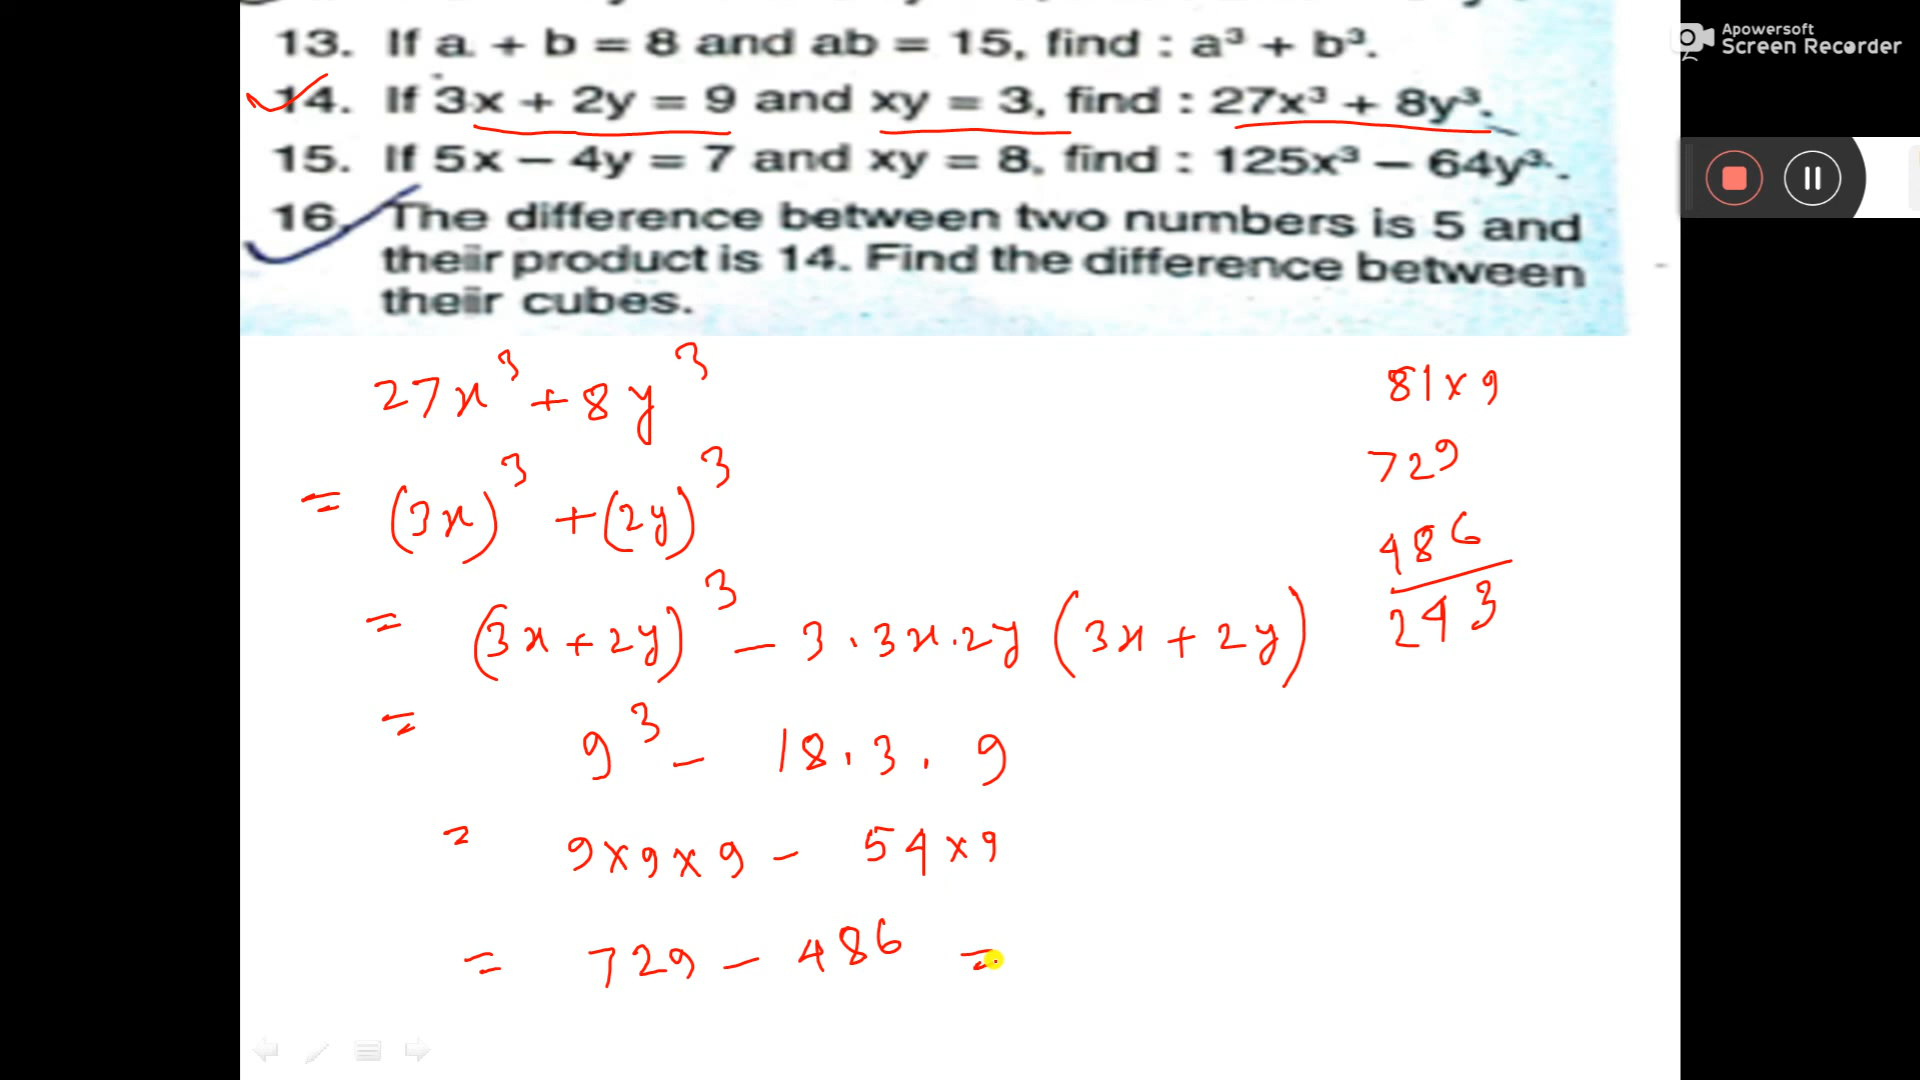 13. If a + b = 8 and ab = 15, find : a³ + b³.
14. If 3x + 2y = 9 and xy = 3, find : 27x³ + 8y³.
15. If 5x – 4y = 7 and xy = 8, find : 125x³ – 64y³.
16. The difference between two numbers is 5 and
their product is 14. Find the difference between
their cubes.
Apowersoft
Screen Recorder
27x³ + 8y³
= (3x)³ + (2y)³
= (3x + 2y)³ – 3 . 3x . 2y (3x + 2y)
= 9³ – 18 . 3 . 9
= 9 x 9 x 9 – 54 x 9
= 729 – 486 =
81 x 9
729
486
243